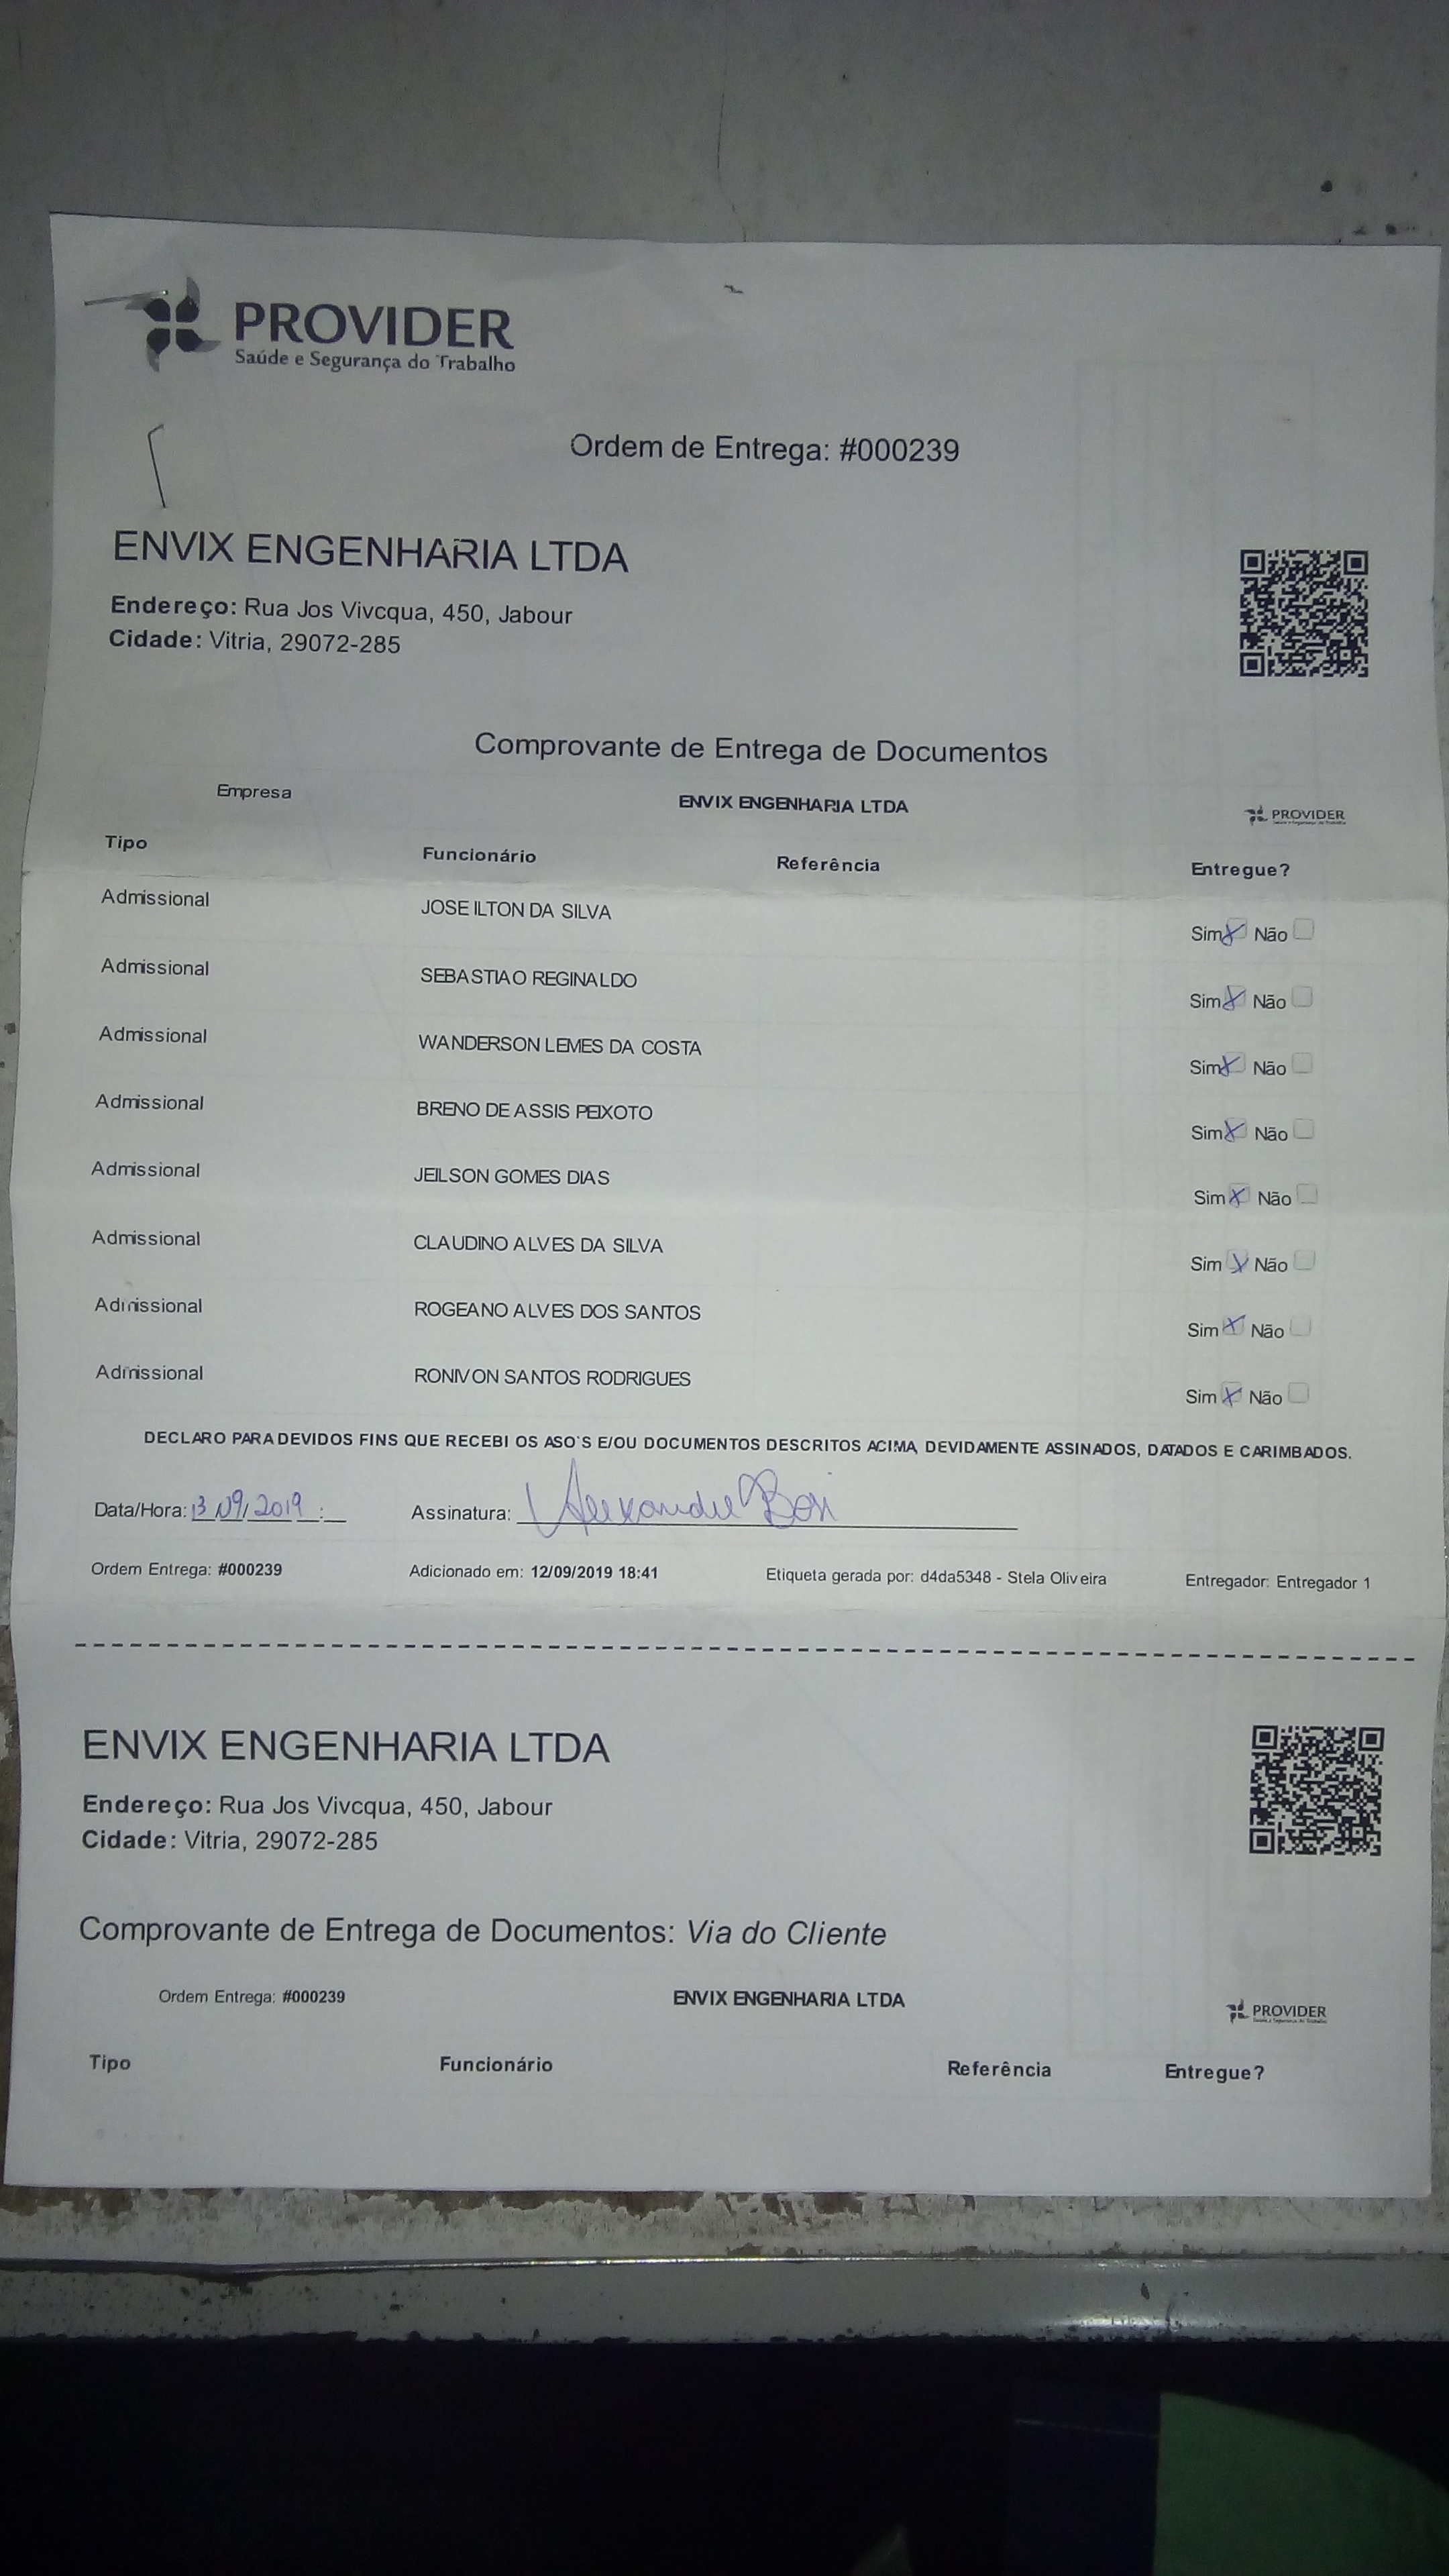 PROVIDER
Saúde e Segurança do Trabalho
Ordem de Entrega: #000239
ENVIX ENGENHARIA LTDA
Endereço: Rua Jos Vivcqua, 450, Jabour
Cidade: Vitria, 29072-285
Comprovante de Entrega de Documentos
Empresa ENVIX ENGENHARIA LTDA PROVIDER
Tipo Funcionário Referência Entregue?
Admissional JOSE ILTON DA SILVA Sim X Não
Admissional SEBASTIAO REGINALDO Sim X Não
Admissional WANDERSON LEMES DA COSTA Sim X Não
Admissional BRENO DE ASSIS PEIXOTO Sim X Não
Admissional JEILSON GOMES DIAS Sim X Não
Admissional CLAUDINO ALVES DA SILVA Sim X Não
Admissional ROGEANO ALVES DOS SANTOS Sim X Não
Admissional RONIVON SANTOS RODRIGUES Sim X Não
DECLARO PARA DEVIDOS FINS QUE RECEBI OS ASO'S E/OU DOCUMENTOS DESCRITOS ACIMA, DEVIDAMENTE ASSINADOS, DATADOS E CARIMBADOS.
Data/Hora: 13/09/2019 : Assinatura: Alexandre
Ordem Entrega: #000239 Adicionado em: 12/09/2019 18:41 Etiqueta gerada por: d4da5348 - Stela Oliveira Entregador: Entregador 1
ENVIX ENGENHARIA LTDA
Endereço: Rua Jos Vivcqua, 450, Jabour
Cidade: Vitria, 29072-285
Comprovante de Entrega de Documentos: Via do Cliente
Ordem Entrega: #000239 ENVIX ENGENHARIA LTDA PROVIDER
Tipo Funcionário Referência Entregue?